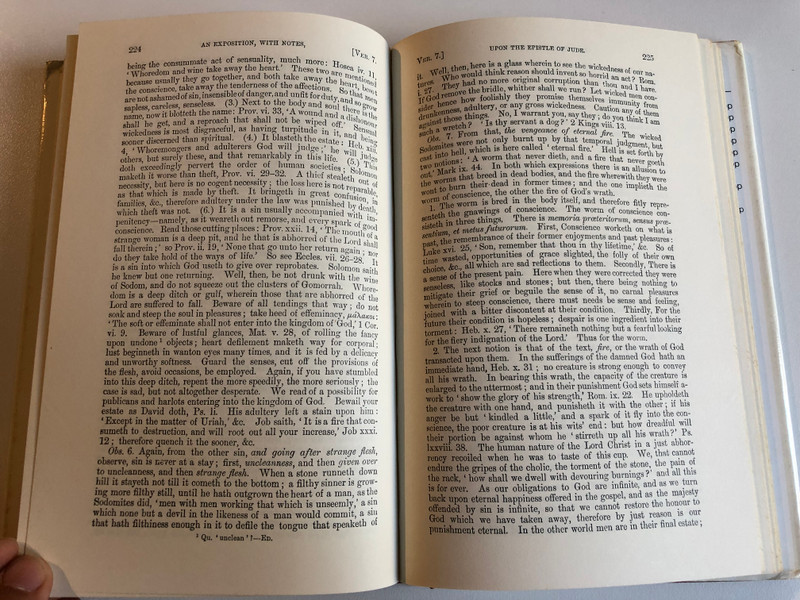 224 AN EXPOSITION, WITH NOTES, [VER. 7.
being the consummate act of sensuality, much more: Hosea iv. 11,
'Whoredom and wine take away the heart.' These two are mentioned
because usually they go together, and both take away the heart, besot
the conscience, take away the tenderness of the affections. So that men
are not ashamed of sin, insensible of danger, and unfit for duty, and so grow
sapless, careless, senseless. (3.) Next to the body and soul there is the
name, now it blotteth the name: Prov. vi. 33, 'A wound and a dishonour
shall he get, and a reproach that shall not be wiped off.' Sensual
wickedness is most disgraceful, as having turpitude in it, and being
sooner discerned than spiritual. (4.) It blasteth the estate: Heb. xiii.
4, 'Whoremongers and adulterers God will judge;' he will judge
others, but surely these, and that remarkably in this life. (5.) This
doth exceedingly pervert the order of human societies; Solomon
maketh it worse than theft, Prov. vi. 29-32. A thief stealeth out of
necessity, but here is no cogent necessity; the loss here is not reparable,
as that which is made by theft. It bringeth in great confusion, in
families, &c., therefore adultery under the law was punished by death,
which theft was not. (6.) It is a sin usually accompanied with im-
penitency—namely, as it weareth out remorse, and every spark of good
conscience. Read those cutting places: Prov. xxii. 14, 'The mouth of a
strange woman is a deep pit, and he that is abhorred of the Lord shall
fall therein;' so Prov. ii. 19, 'None that go unto her return again; nor
do they take hold of the ways of life.' So see Eccles. vii. 26-28. It
is a sin into which God useth to give over reprobates. Solomon saith
he knew but one returning. Well, then, be not drunk with the wine
of Sodom, and do not squeeze out the clusters of Gomorrah. Whore-
dom is a deep ditch or gulf, wherein those that are abhorred of the
Lord are suffered to fall. Beware of all tendings that way; do not
soak and steep the soul in pleasures; take heed of effeminacy, μάλακοι:
'The soft or effeminate shall not enter into the kingdom of God,' 1 Cor.
vi. 9. Beware of lustful glances, Mat. v. 28, of rolling the fancy
upon undone¹ objects; heart defilement maketh way for corporal;
lust beginneth in wanton eyes many times, and it is fed by a delicacy
and unworthy softness. Guard the senses, cut off the provisions of
the flesh, avoid occasions, be employed. Again, if you have stumbled
into this deep ditch, repent the more speedily, the more seriously; the
case is sad, but not altogether desperate. We read of a possibility for
publicans and harlots entering into the kingdom of God. Bewail your
estate as David doth, Ps. li. His adultery left a stain upon him:
'Except in the matter of Uriah,' &c. Job saith, 'It is a fire that con-
sumeth to destruction, and will root out all your increase,' Job xxxi.
12; therefore quench it the sooner, &c.
Obs. 6. Again, from the other sin, and going after strange flesh,
observe, sin is never at a stay; first, uncleanness, and then given over
to uncleanness, and then strange flesh. When a stone runneth down
hill it stayeth not till it cometh to the bottom; a filthy sinner is grow-
ing more filthy still, until he hath outgrown the heart of a man, as the
Sodomites did, 'men with men working that which is unseemly,' a sin
which none but a devil in the likeness of a man would commit, a sin
that hath filthiness enough in it to defile the tongue that speaketh of
¹ Qu. 'unclean'?—ED.
VER. 7.] UPON THE EPISTLE OF JUDE. 225
it. Well, then, here is a glass wherein to see the wickedness of our na-
tures. Who would think reason should invent so horrid an act? Rom.
i. 27. They had no more original corruption than thou and I have.
If God remove the bridle, whither shall we run? Let wicked men con-
sider hence how foolishly they promise themselves immunity from
drunkenness, adultery, or any gross wickedness. Caution any of them
against those things. No, I warrant you, say they; do you think I am
such a wretch? 'Is thy servant a dog?' 2 Kings viii. 13.
Obs. 7. From that, the vengeance of eternal fire. The wicked
Sodomites were not only burnt up by that temporal judgment, but
cast into hell, which is here called 'eternal fire.' Hell is set forth by
two notions: 'A worm that never dieth, and a fire that never goeth
out,' Mark ix. 44. In both which expressions there is an allusion to
the worms that breed in dead bodies, and the fire wherewith they were
wont to burn their dead in former times; and the one implieth the
worm of conscience, the other the fire of God's wrath.
1. The worm is bred in the body itself, and therefore fitly repre-
senteth the gnawings of conscience. The worm of conscience con-
sisteth in three things. There is memoria præteritorum, sensus præ-
sentium, et metus futurorum. First, Conscience worketh on what is
past, the remembrance of their former enjoyments and past pleasures:
Luke xvi. 25, 'Son, remember that thou in thy lifetime,' &c. So of
time wasted, opportunities of grace slighted, the folly of their own
choice, &c., all which are sad reflections to them. Secondly, There is
a sense of the present pain. Here when they were corrected they were
senseless, like stocks and stones; but then, there being nothing to
mitigate their grief or beguile the sense of it, no carnal pleasures
wherein to steep conscience, there must needs be sense and feeling,
joined with a bitter discontent at their condition. Thirdly, For the
future their condition is hopeless; despair is one ingredient into their
torment: Heb. x. 27, 'There remaineth nothing but a fearful looking
for the fiery indignation of the Lord.' Thus for the worm.
2. The next notion is that of the text, fire, or the wrath of God
transacted upon them. In the sufferings of the damned God hath an
immediate hand, Heb. x. 31; no creature is strong enough to convey
all his wrath. In bearing this wrath, the capacity of the creature is
enlarged to the uttermost; and in their punishment God sets himself a-
work to 'show the glory of his strength,' Rom. ix. 22. He upholdeth
the creature with one hand, and punisheth it with the other; if his
anger be but 'kindled a little,' and a spark of it fly into the con-
science, the poor creature is at his wits' end: but how dreadful will
their portion be against whom he 'stirreth up all his wrath?' Ps.
lxxviii. 38. The human nature of the Lord Christ in a just abhor-
rency recoiled when he was to taste of this cup. We, that cannot
endure the gripes of the cholic, the torment of the stone, the pain of
the rack, 'how shall we dwell with devouring burnings?' and all this
is for ever. As our obligations to God are infinite, and as we turn
back upon eternal happiness offered in the gospel, and as the majesty
offended by sin is infinite, so that we cannot restore the honour to
God which we have taken away, therefore by just reason is our
punishment eternal. In the other world men are in their final estate;
p
p
p
p
p
p